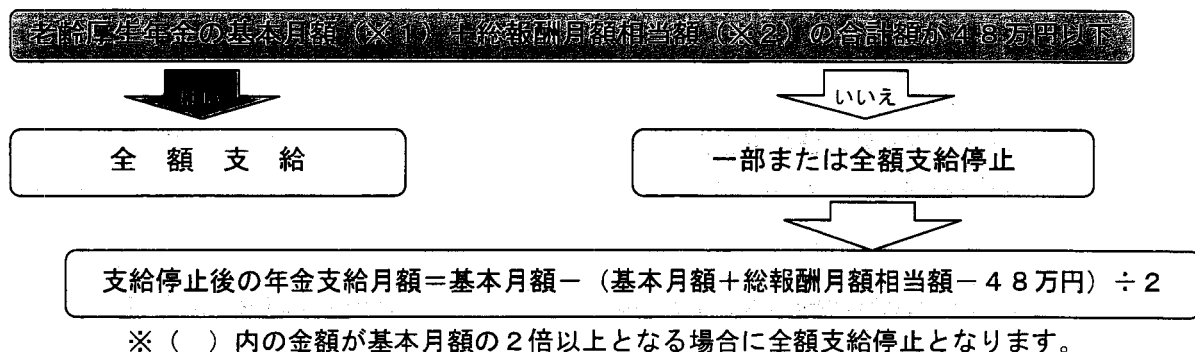 老齢厚生年金の基本月額（※1）＋総報酬月額相当額（※2）の合計額が48万円以下
いいえ
全　額　支　給
一部または全額支給停止
支給停止後の年金支給月額＝基本月額－（基本月額＋総報酬月額相当額－48万円）÷2
※（　）内の金額が基本月額の2倍以上となる場合に全額支給停止となります。